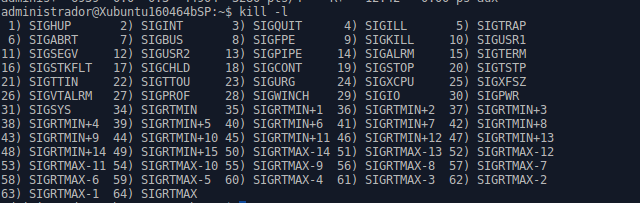 administrador@Xubuntu160464bSP:~$ kill -l
 1) SIGHUP       2) SIGINT       3) SIGQUIT      4) SIGILL       5) SIGTRAP
 6) SIGABRT      7) SIGBUS       8) SIGFPE       9) SIGKILL     10) SIGUSR1
11) SIGSEGV     12) SIGUSR2     13) SIGPIPE     14) SIGALRM     15) SIGTERM
16) SIGSTKFLT   17) SIGCHLD     18) SIGCONT     19) SIGSTOP     20) SIGTSTP
21) SIGTTIN     22) SIGTTOU     23) SIGURG      24) SIGXCPU     25) SIGXFSZ
26) SIGVTALRM   27) SIGPROF     28) SIGWINCH    29) SIGIO       30) SIGPWR
31) SIGSYS      34) SIGRTMIN    35) SIGRTMIN+1  36) SIGRTMIN+2  37) SIGRTMIN+3
38) SIGRTMIN+4  39) SIGRTMIN+5  40) SIGRTMIN+6  41) SIGRTMIN+7  42) SIGRTMIN+8
43) SIGRTMIN+9  44) SIGRTMIN+10 45) SIGRTMIN+11 46) SIGRTMIN+12 47) SIGRTMIN+13
48) SIGRTMIN+14 49) SIGRTMIN+15 50) SIGRTMAX-14 51) SIGRTMAX-13 52) SIGRTMAX-12
53) SIGRTMAX-11 54) SIGRTMAX-10 55) SIGRTMAX-9  56) SIGRTMAX-8  57) SIGRTMAX-7
58) SIGRTMAX-6  59) SIGRTMAX-5  60) SIGRTMAX-4  61) SIGRTMAX-3  62) SIGRTMAX-2
63) SIGRTMAX-1  64) SIGRTMAX